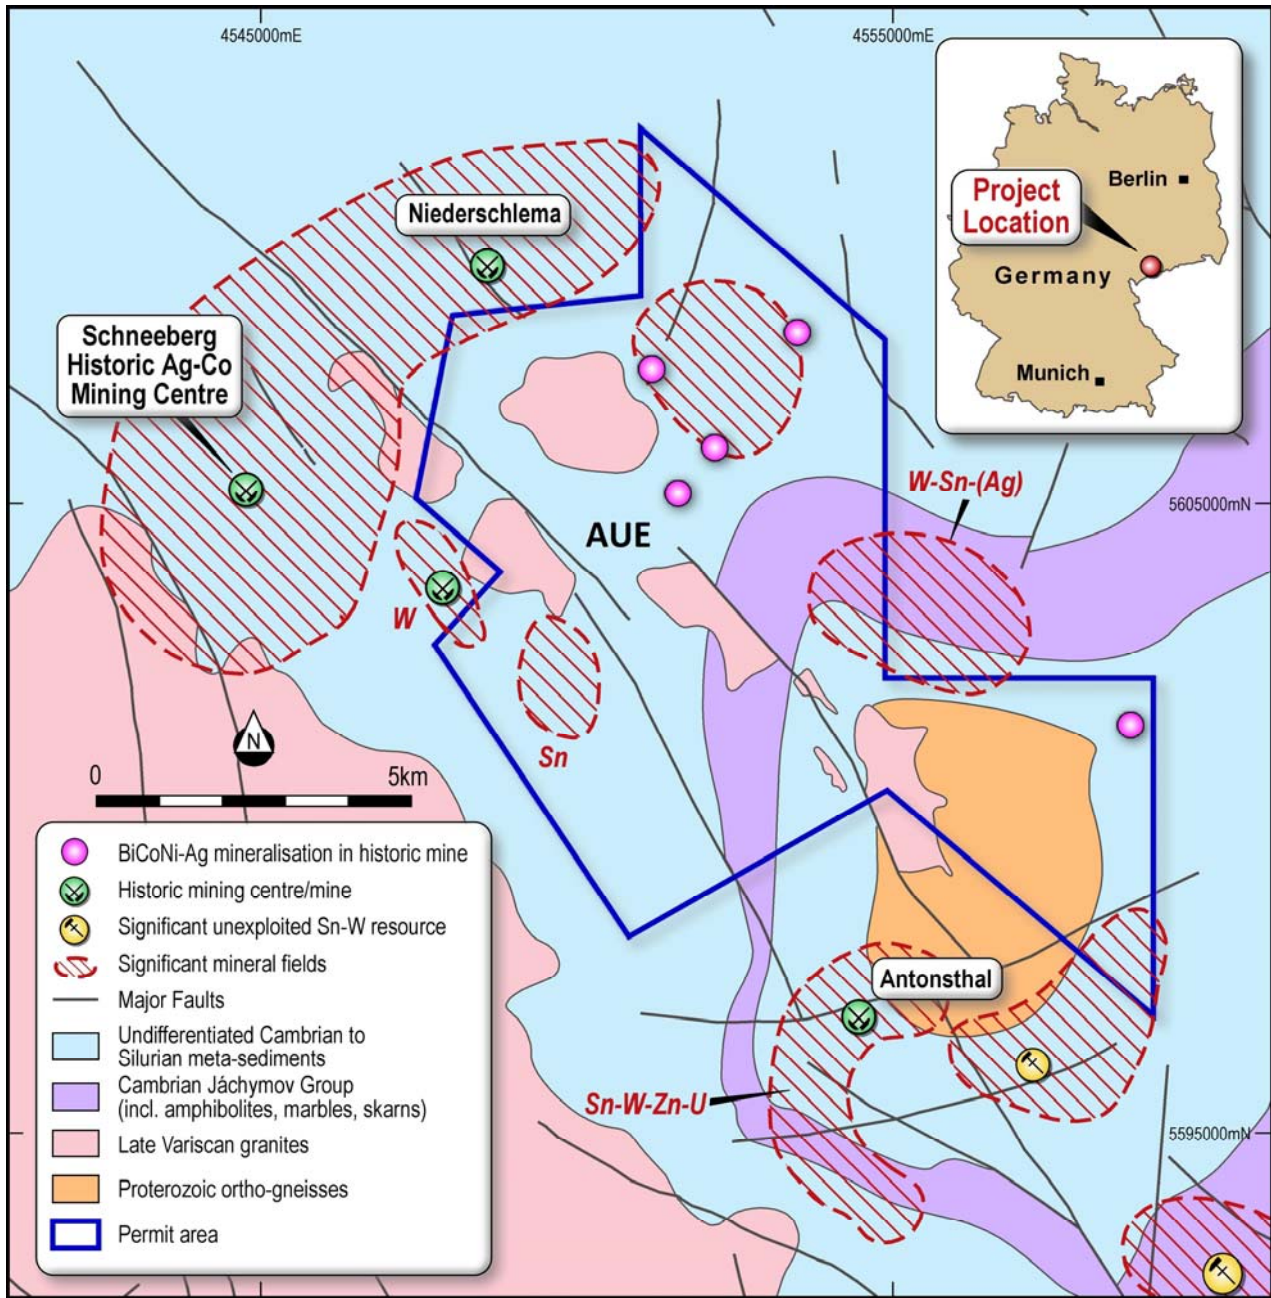 4545000mE
4555000mE
Berlin
Project
Location
Germany
Munich
Niederschlema
Schneeberg
Historic Ag-Co
Mining Centre
W-Sn-(Ag)
5605000mN
AUE
W
Sn
N
0
5km
Antonsthal
Sn-W-Zn-U
5595000mN
BiCoNi-Ag mineralisation in historic mine
Historic mining centre/mine
Significant unexploited Sn-W resource
Significant mineral fields
Major Faults
Undifferentiated Cambrian to
Silurian meta-sediments
Cambrian Jáchymov Group
(incl. amphibolites, marbles, skarns)
Late Variscan granites
Proterozoic ortho-gneisses
Permit area